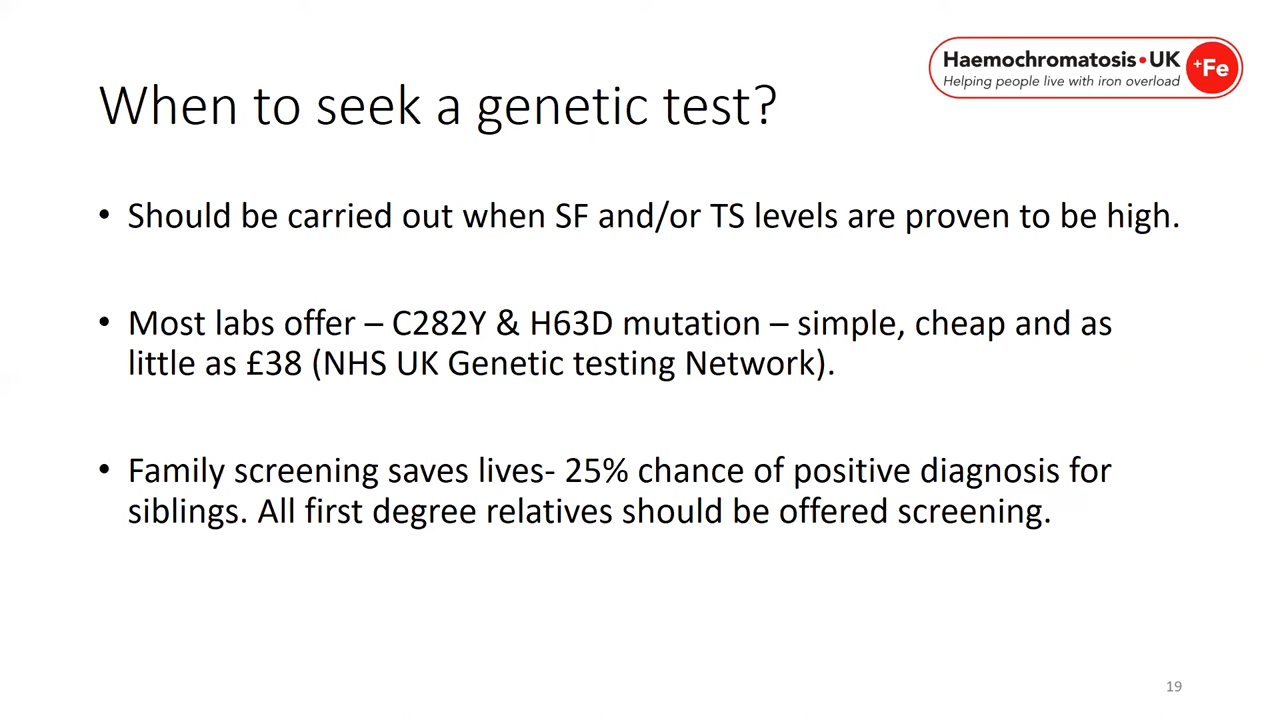 Haemochromatosis•UK
Helping people live with iron overload
+Fe
When to seek a genetic test?
• Should be carried out when SF and/or TS levels are proven to be high.
• Most labs offer – C282Y & H63D mutation – simple, cheap and as
little as £38 (NHS UK Genetic testing Network).
• Family screening saves lives- 25% chance of positive diagnosis for
siblings. All first degree relatives should be offered screening.
19